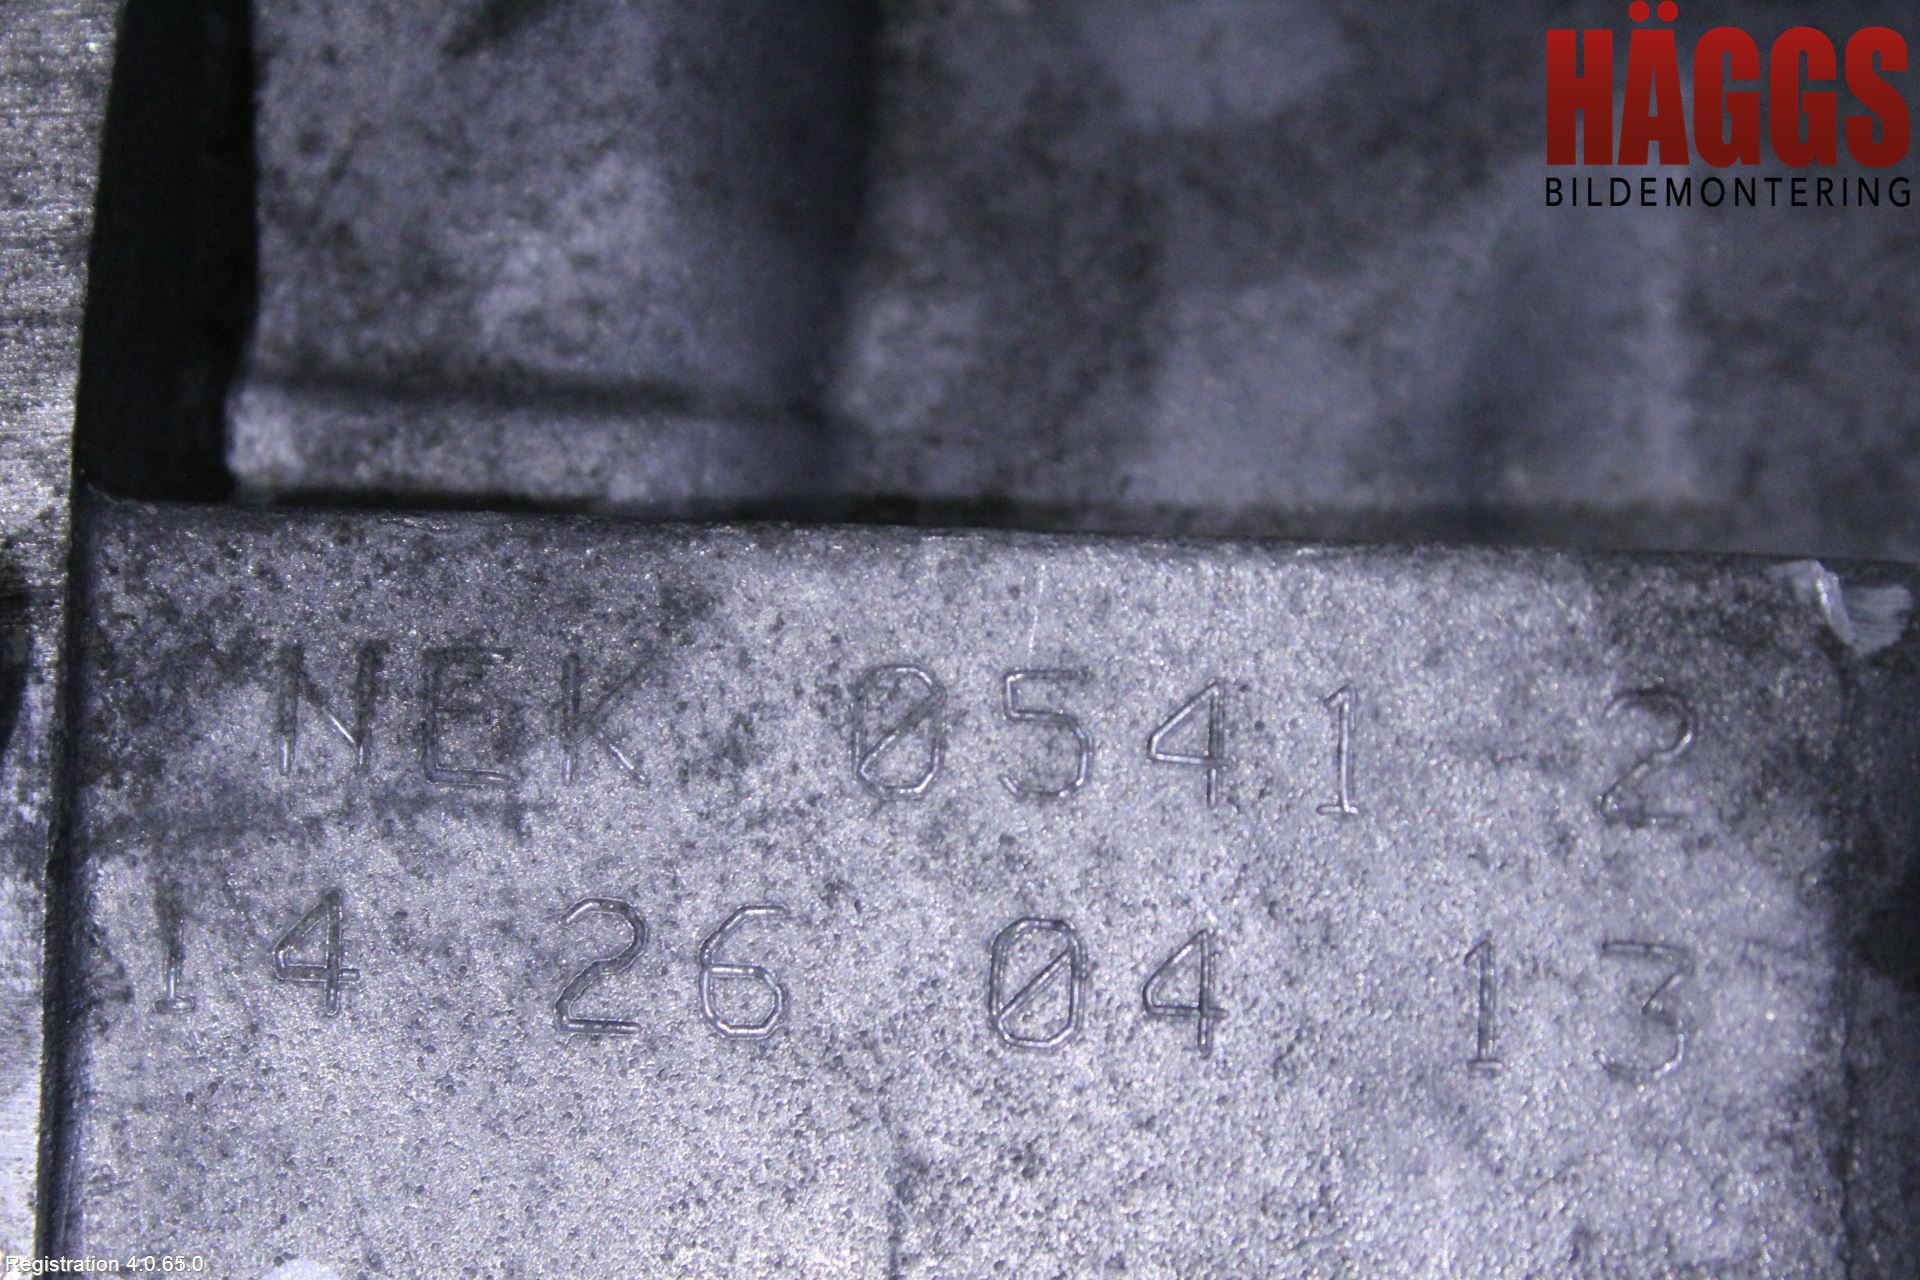 HÄGGS
BILDEMONTERING
NEK 0541 2
14 26 04 13
Registration 4.0.65.0